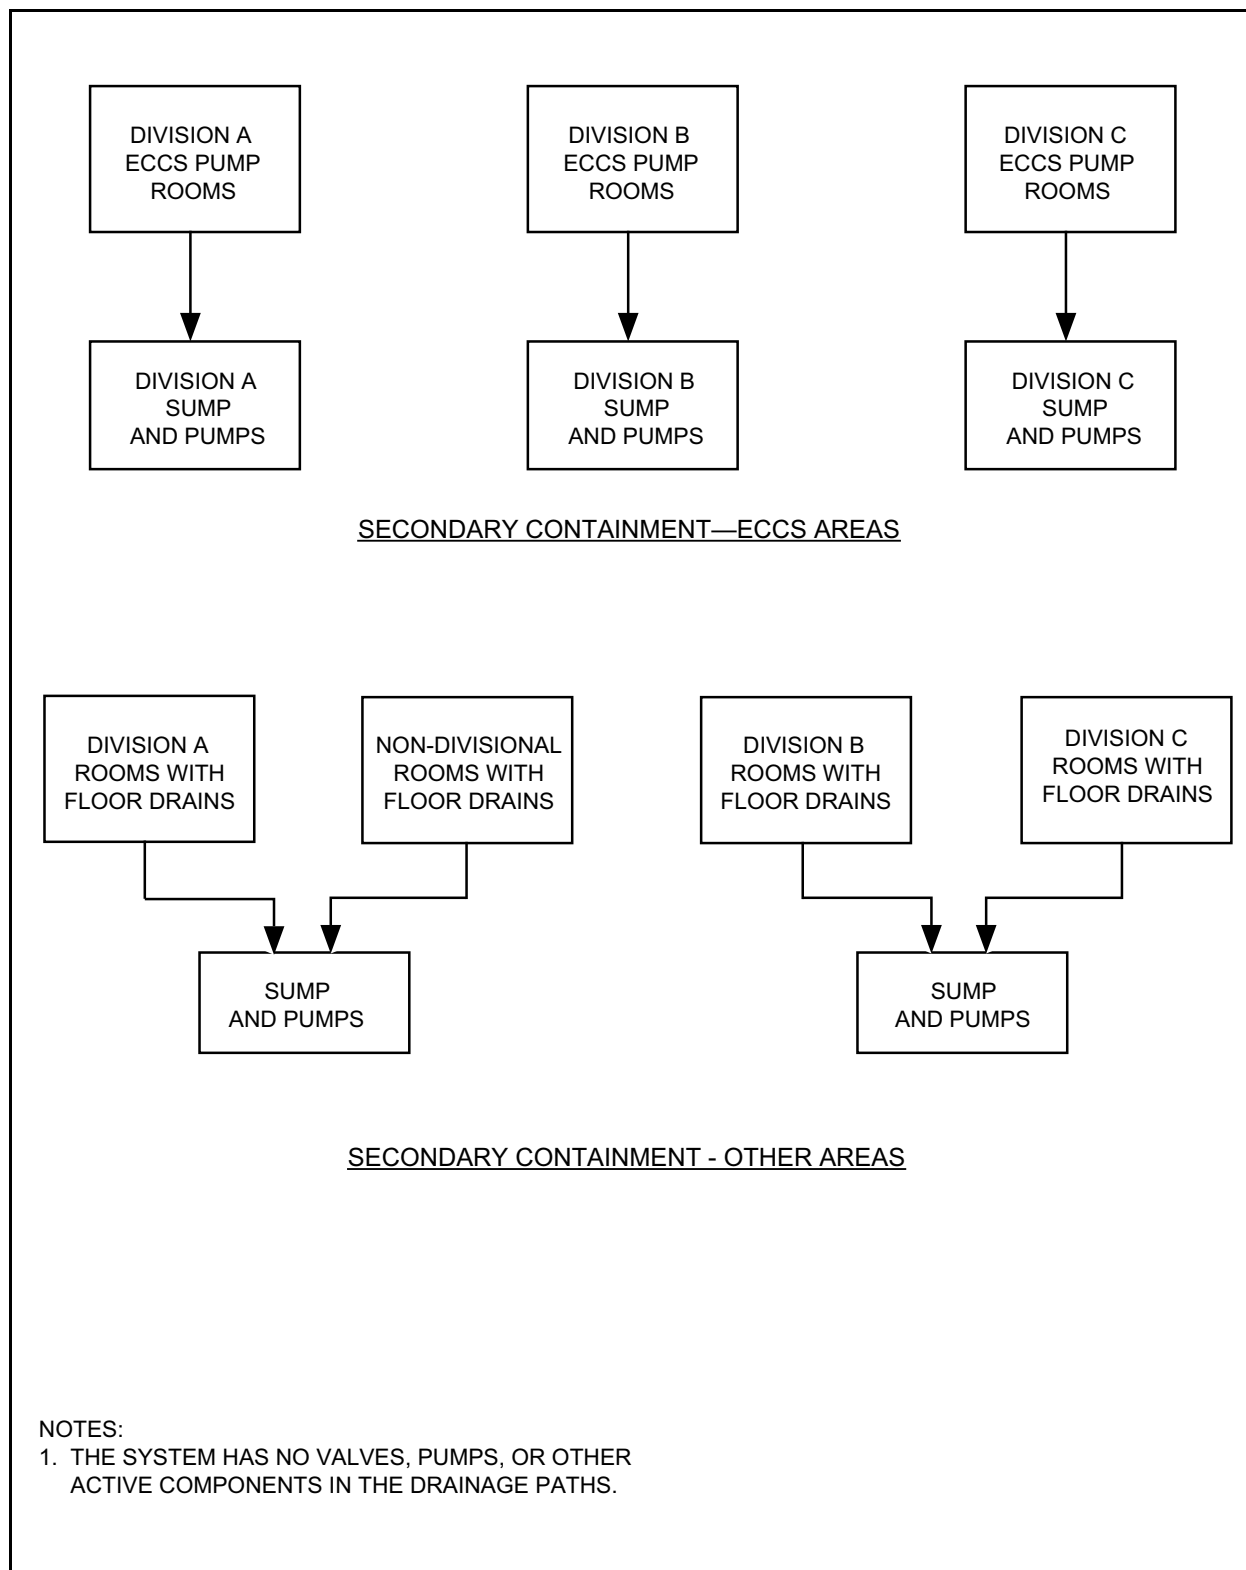 DIVISION A
ECCS PUMP
ROOMS
DIVISION B
ECCS PUMP
ROOMS
DIVISION C
ECCS PUMP
ROOMS
DIVISION A
SUMP
AND PUMPS
DIVISION B
SUMP
AND PUMPS
DIVISION C
SUMP
AND PUMPS
SECONDARY CONTAINMENT—ECCS AREAS
DIVISION A
ROOMS WITH
FLOOR DRAINS
NON-DIVISIONAL
ROOMS WITH
FLOOR DRAINS
DIVISION B
ROOMS WITH
FLOOR DRAINS
DIVISION C
ROOMS WITH
FLOOR DRAINS
SUMP
AND PUMPS
SUMP
AND PUMPS
SECONDARY CONTAINMENT - OTHER AREAS
NOTES:
1. THE SYSTEM HAS NO VALVES, PUMPS, OR OTHER
ACTIVE COMPONENTS IN THE DRAINAGE PATHS.